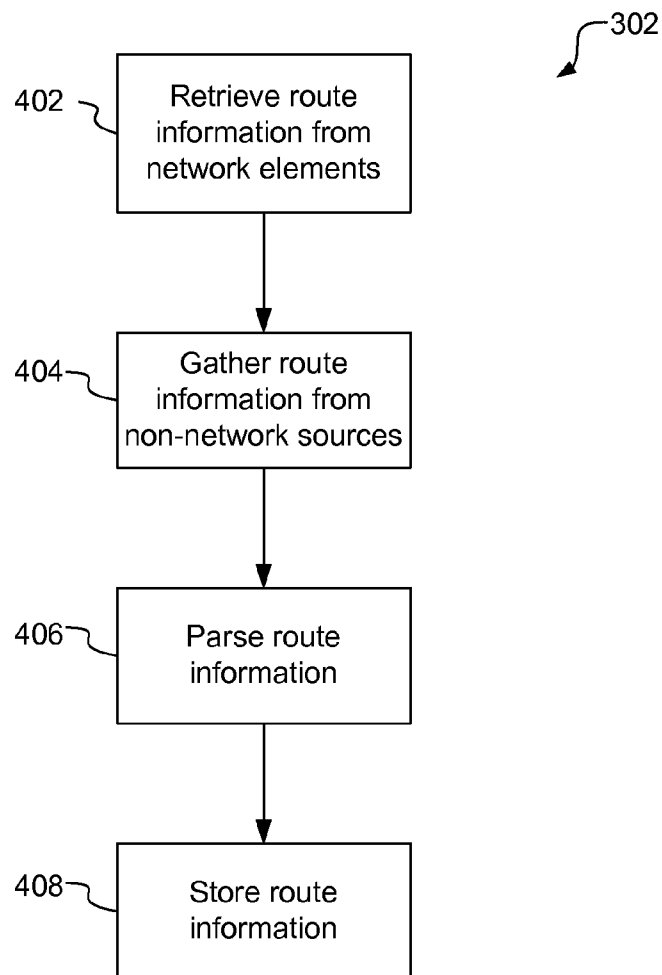 302
402
Retrieve route
information from
network elements
404
Gather route
information from
non-network sources
406
Parse route
information
408
Store route
information